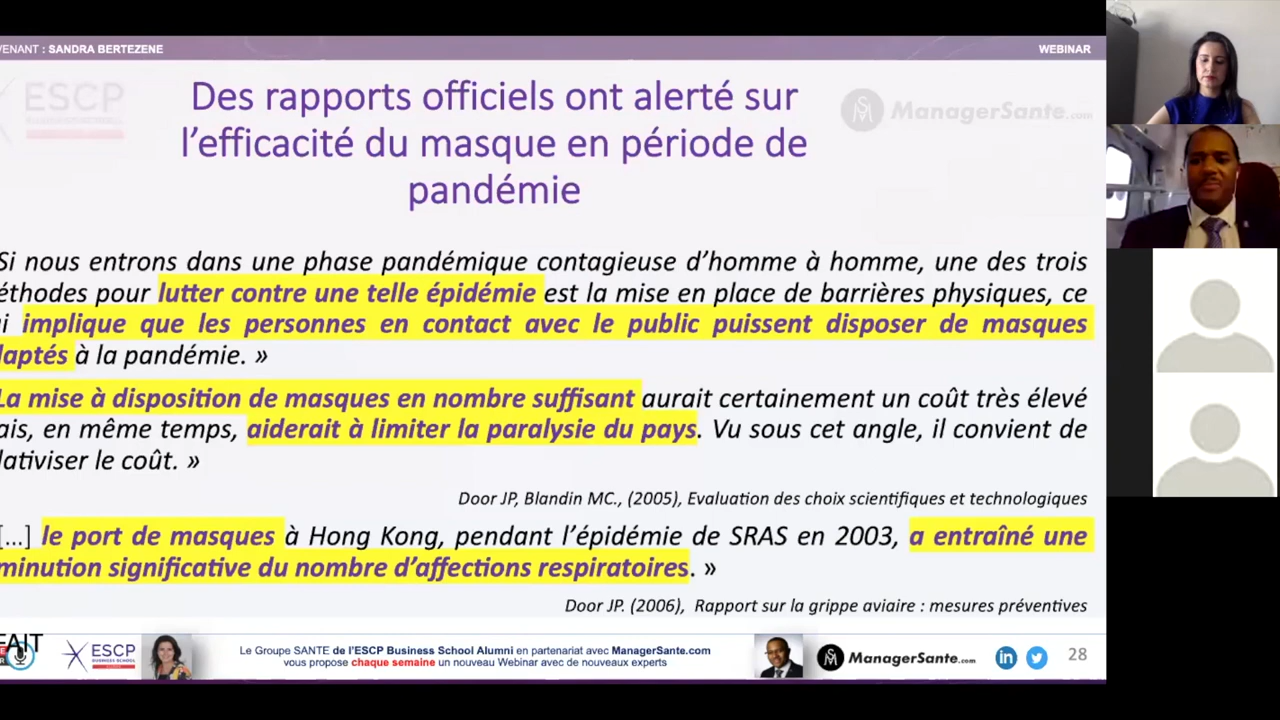 VENANT : SANDRA BERTEZENE
WEBINAR
ESCP
ManagerSante.com
Des rapports officiels ont alerté sur
l’efficacité du masque en période de
pandémie
Si nous entrons dans une phase pandémique contagieuse d’homme à homme, une des trois
éthodes pour lutter contre une telle épidémie est la mise en place de barrières physiques, ce
i implique que les personnes en contact avec le public puissent disposer de masques
laptés à la pandémie. »
La mise à disposition de masques en nombre suffisant aurait certainement un coût très élevé
ais, en même temps, aiderait à limiter la paralysie du pays. Vu sous cet angle, il convient de
lativiser le coût. »
Door JP, Blandin MC., (2005), Evaluation des choix scientifiques et technologiques
[…] le port de masques à Hong Kong, pendant l’épidémie de SRAS en 2003, a entraîné une
minution significative du nombre d’affections respiratoires. »
Door JP. (2006), Rapport sur la grippe aviaire : mesures préventives
FAIT
ESCP
BUSINESS SCHOOL
Le Groupe SANTE de l’ESCP Business School Alumni en partenariat avec ManagerSante.com
vous propose chaque semaine un nouveau Webinar avec de nouveaux experts
ManagerSante.com
in
28